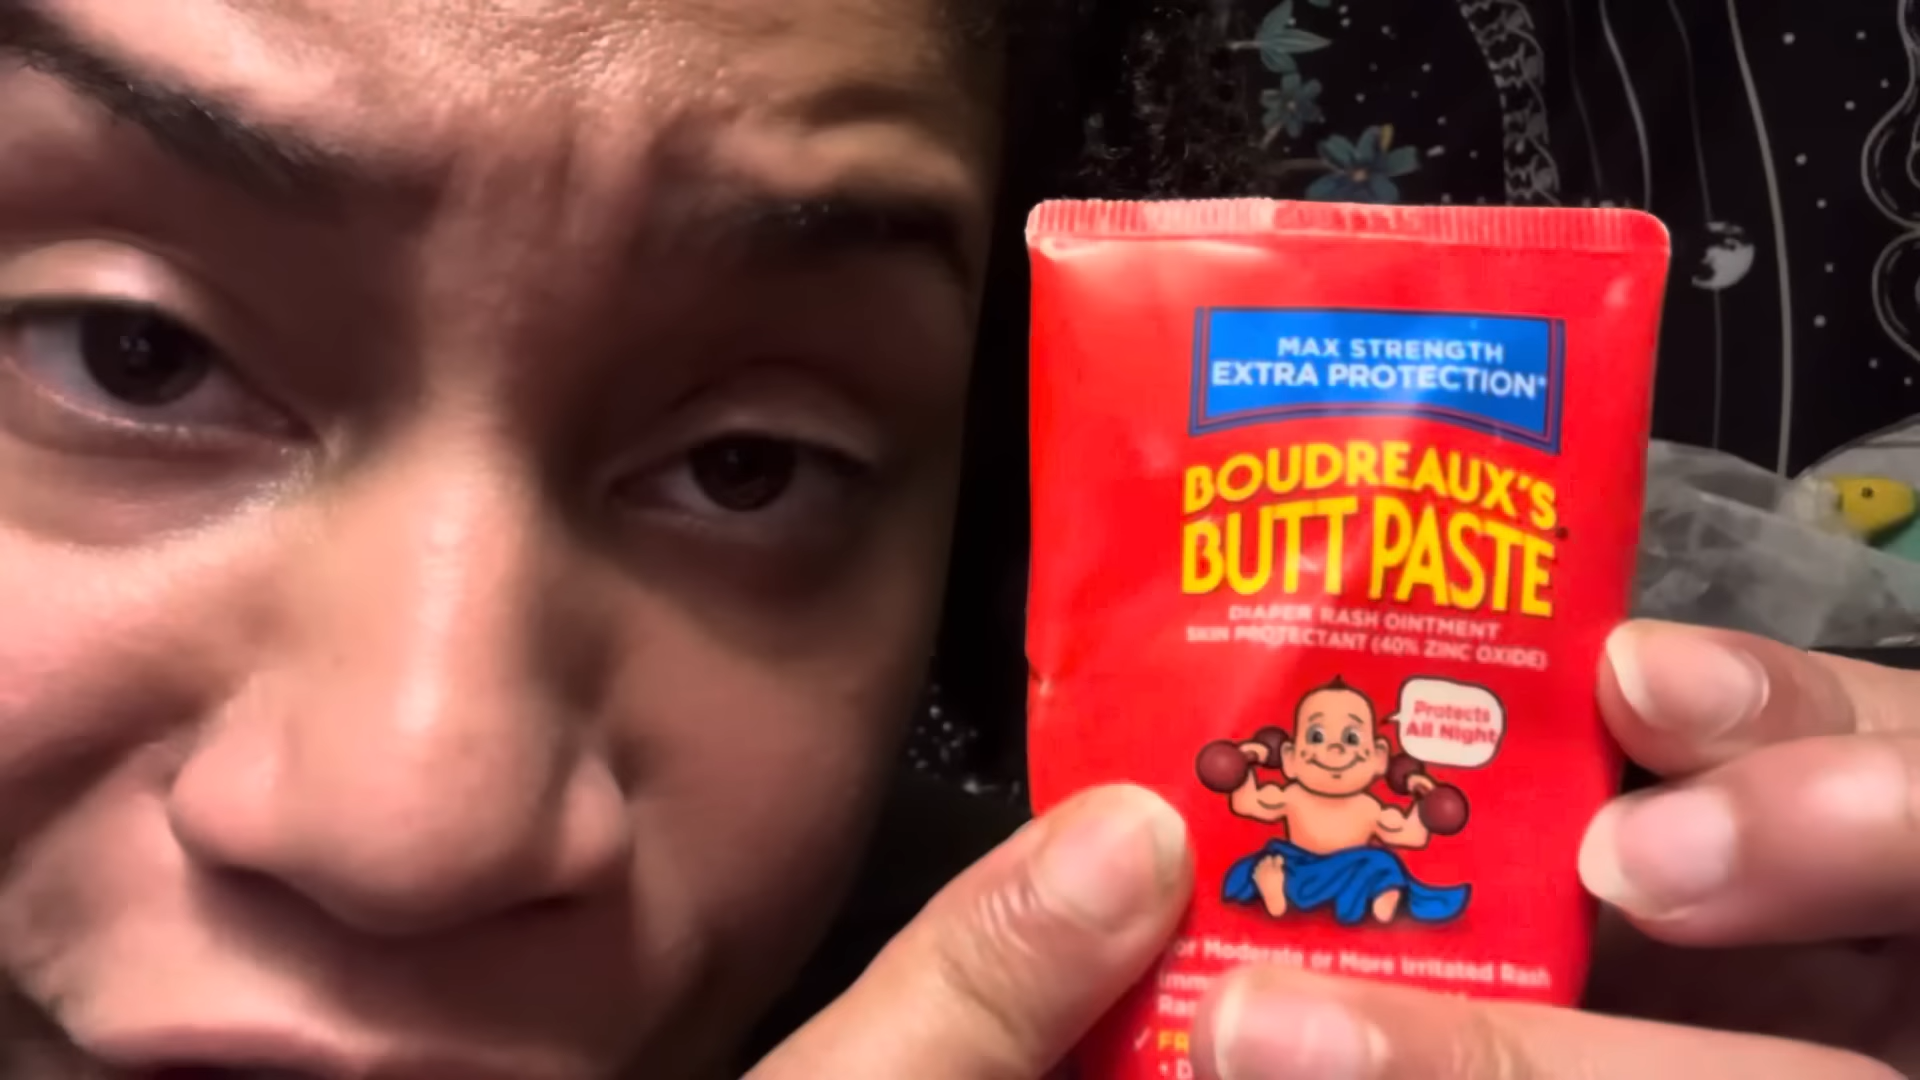 MAX STRENGTH
EXTRA PROTECTION*
BOUDREAUX'S
BUTT PASTE
DIAPER RASH OINTMENT
SKIN PROTECTANT (40% ZINC OXIDE)
Protects
All Night
or Moderate or More Irritated Rash